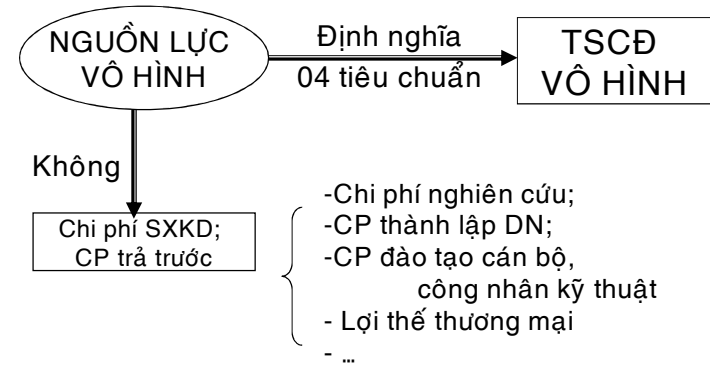 NGUỒN LỰC
VÔ HÌNH
Định nghĩa
04 tiêu chuẩn
TSCĐ
VÔ HÌNH
Không
Chi phí SXKD;
CP trả trước
-Chi phí nghiên cứu;
-CP thành lập DN;
-CP đào tạo cán bộ,
công nhân kỹ thuật
- Lợi thế thương mại
- …